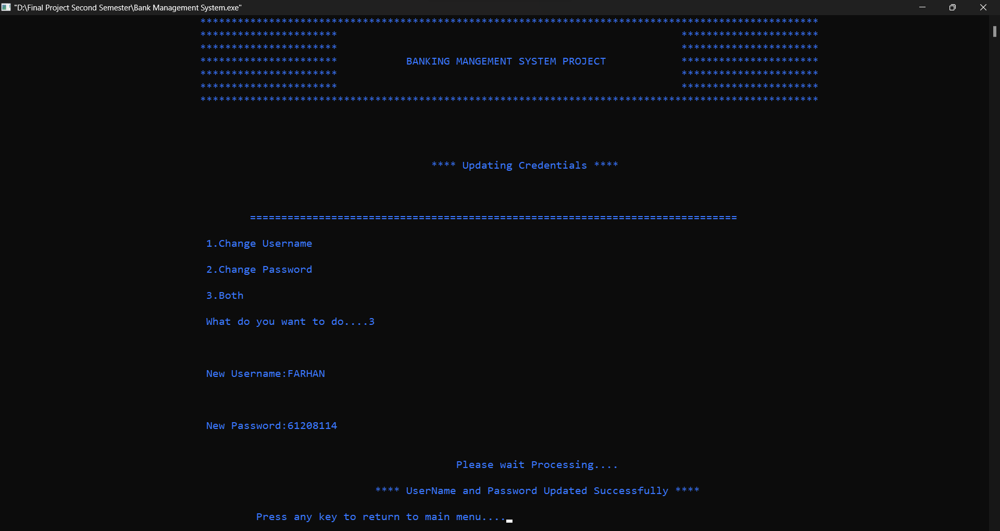 "D:\Final Project Second Semester\Bank Management System.exe"
***************************************************************************************************
********************** **********************
********************** **********************
********************** BANKING MANGEMENT SYSTEM PROJECT **********************
********************** **********************
********************** **********************
***************************************************************************************************
**** Updating Credentials ****
==============================================================================
1.Change Username
2.Change Password
3.Both
What do you want to do....3
New Username:FARHAN
New Password:61208114
Please wait Processing....
**** UserName and Password Updated Successfully ****
Press any key to return to main menu....